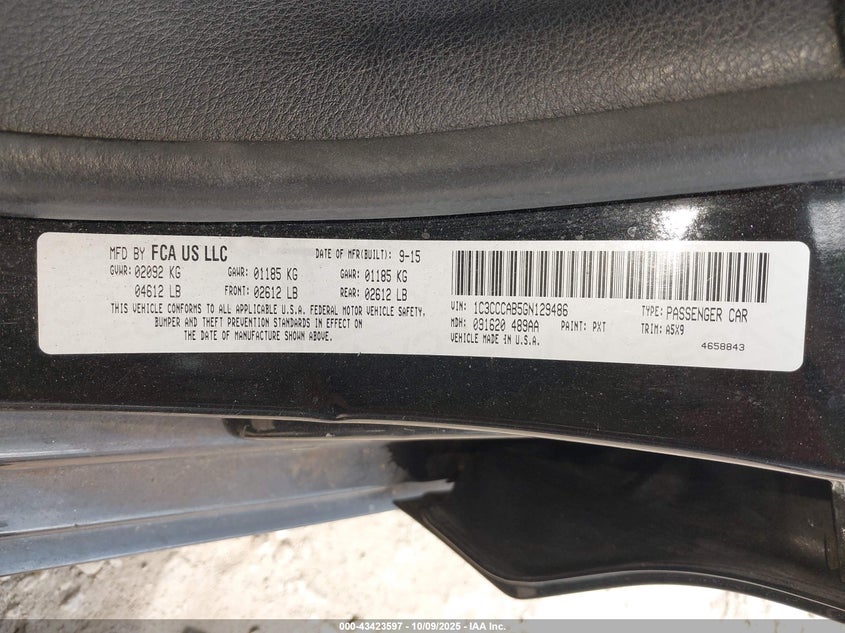 MFD BY FCA US LLC DATE OF MFR(BUILT): 9-15
GVWR: 02092 KG GAWR: 01185 KG GAWR: 01185 KG
04612 LB FRONT: 02612 LB REAR: 02612 LB
THIS VEHICLE CONFORMS TO ALL APPLICABLE U.S.A. FEDERAL MOTOR VEHICLE SAFETY,
BUMPER AND THEFT PREVENTION STANDARDS IN EFFECT ON
THE DATE OF MANUFACTURE SHOWN ABOVE.
VIN: 1C3CCCAB5GN129486 TYPE: PASSENGER CAR
MDH: 091620 489AA PAINT: PXT TRIM: A5X9
VEHICLE MADE IN U.S.A. 4658843
000-43423597 - 10/09/2025 - IAA Inc.